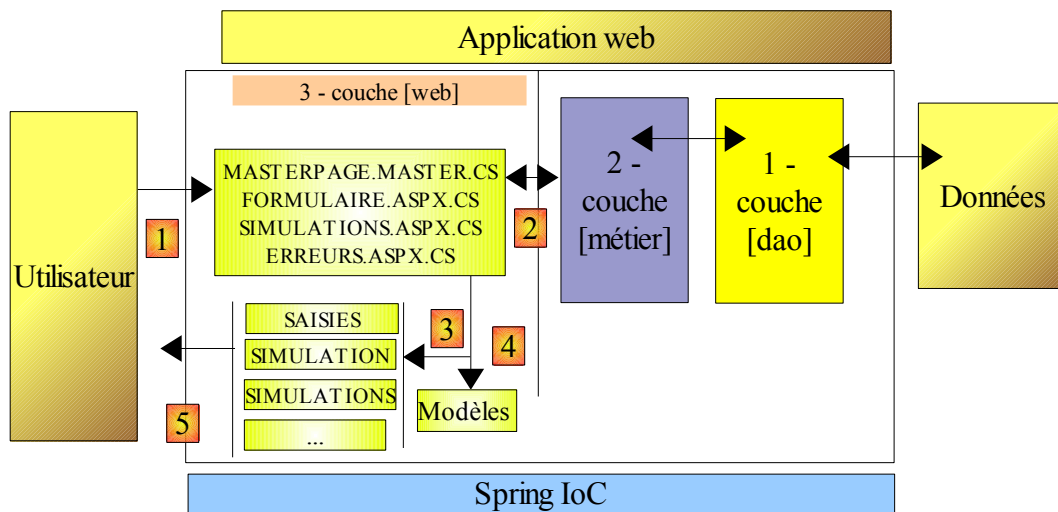 Application web
3 - couche [web]
MASTERPAGE.MASTER.CS
FORMULAIRE.ASPX.CS
SIMULATIONS.ASPX.CS
ERREURS.ASPX.CS
2 -
couche
[métier]
1 -
couche
[dao]
Données
Utilisateur
1
2
SAISIES
SIMULATION
SIMULATIONS
...
3
4
Modèles
5
Spring IoC